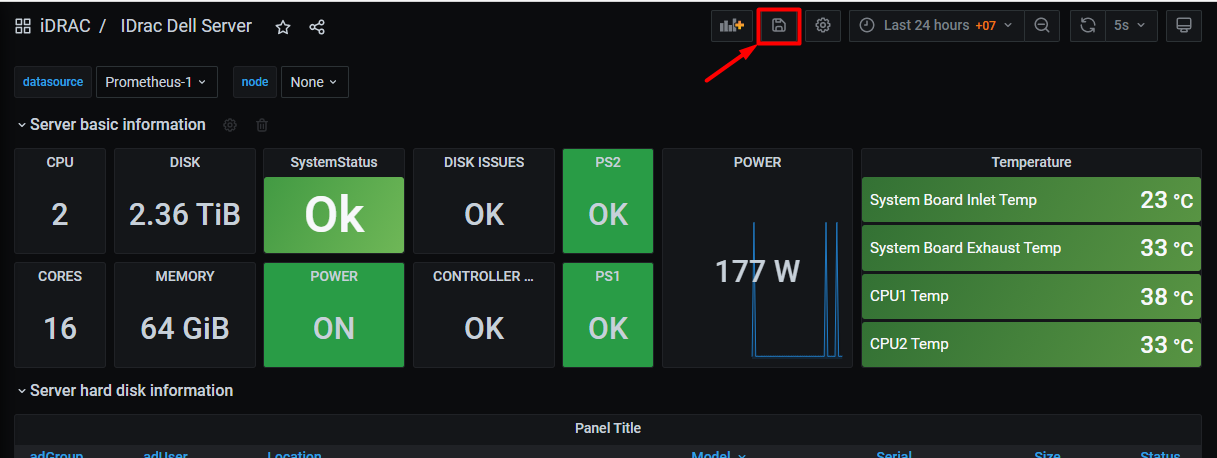 iDRAC / IDrac Dell Server
Last 24 hours +07
5s
datasource Prometheus-1 node None
Server basic information
CPU
2
DISK
2.36 TiB
SystemStatus
Ok
DISK ISSUES
OK
PS2
OK
POWER
177 W
Temperature
System Board Inlet Temp 23 °C
System Board Exhaust Temp 33 °C
CPU1 Temp 38 °C
CPU2 Temp 33 °C
CORES
16
MEMORY
64 GiB
POWER
ON
CONTROLLER ...
OK
PS1
OK
Server hard disk information
Panel Title
adGroup adUser Location Model Serial Size Status